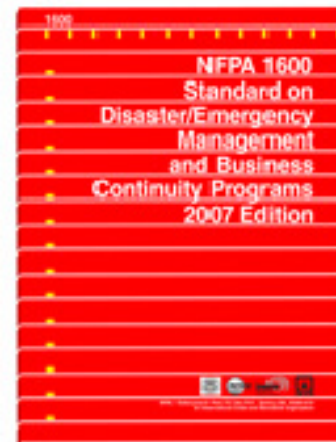 1600
NFPA 1600
Standard on
Disaster/Emergency
Management
and Business
Continuity Programs
2007 Edition